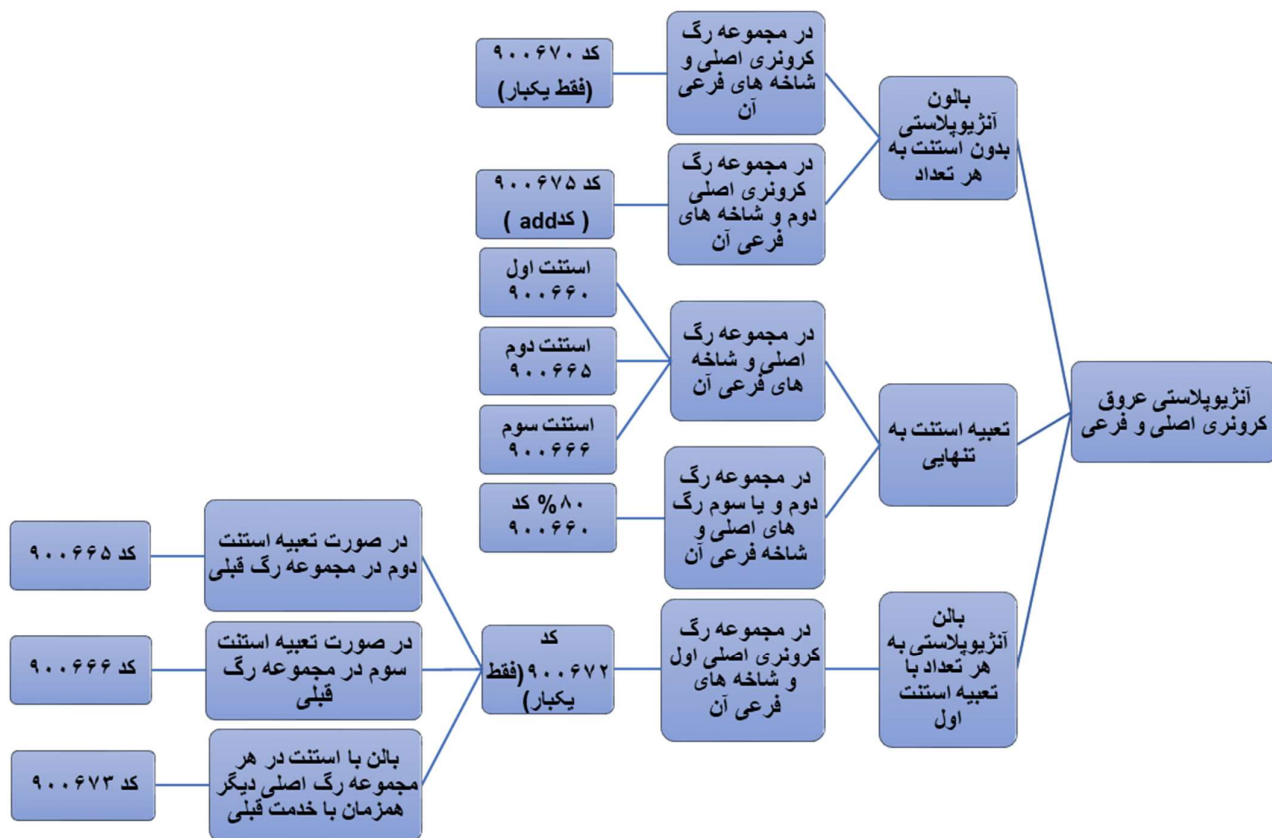 آنژیوپلاستی عروق
کرونری اصلی و فرعی
بالون
آنژیوپلاستی
بدون استنت به
هر تعداد
در مجموعه رگ
کرونری اصلی و
شاخه های فرعی
آن
کد ۹۰۰۶۷۰
(فقط یکبار)
در مجموعه رگ
کرونری اصلی
دوم و شاخه های
فرعی آن
کد ۹۰۰۶۷۵
( کدadd )
تعبیه استنت به
تنهایی
در مجموعه رگ
اصلی و شاخه
های فرعی آن
استنت اول
۹۰۰۶۶۰
استنت دوم
۹۰۰۶۶۵
استنت سوم
۹۰۰۶۶۶
در مجموعه رگ
دوم و یا سوم رگ
های اصلی و
شاخه فرعی آن
۸۰% کد
۹۰۰۶۶۰
بالن
آنژیوپلاستی به
هر تعداد با
تعبیه استنت
اول
در مجموعه رگ
کرونری اصلی اول
و شاخه های
فرعی آن
کد
۹۰۰۶۷۲(فقط
یکبار)
در صورت تعبیه استنت
دوم در مجموعه رگ قبلی
کد ۹۰۰۶۶۵
در صورت تعبیه استنت
سوم در مجموعه رگ
قبلی
کد ۹۰۰۶۶۶
بالن با استنت در هر
مجموعه رگ اصلی دیگر
همزمان با خدمت قبلی
کد ۹۰۰۶۷۳